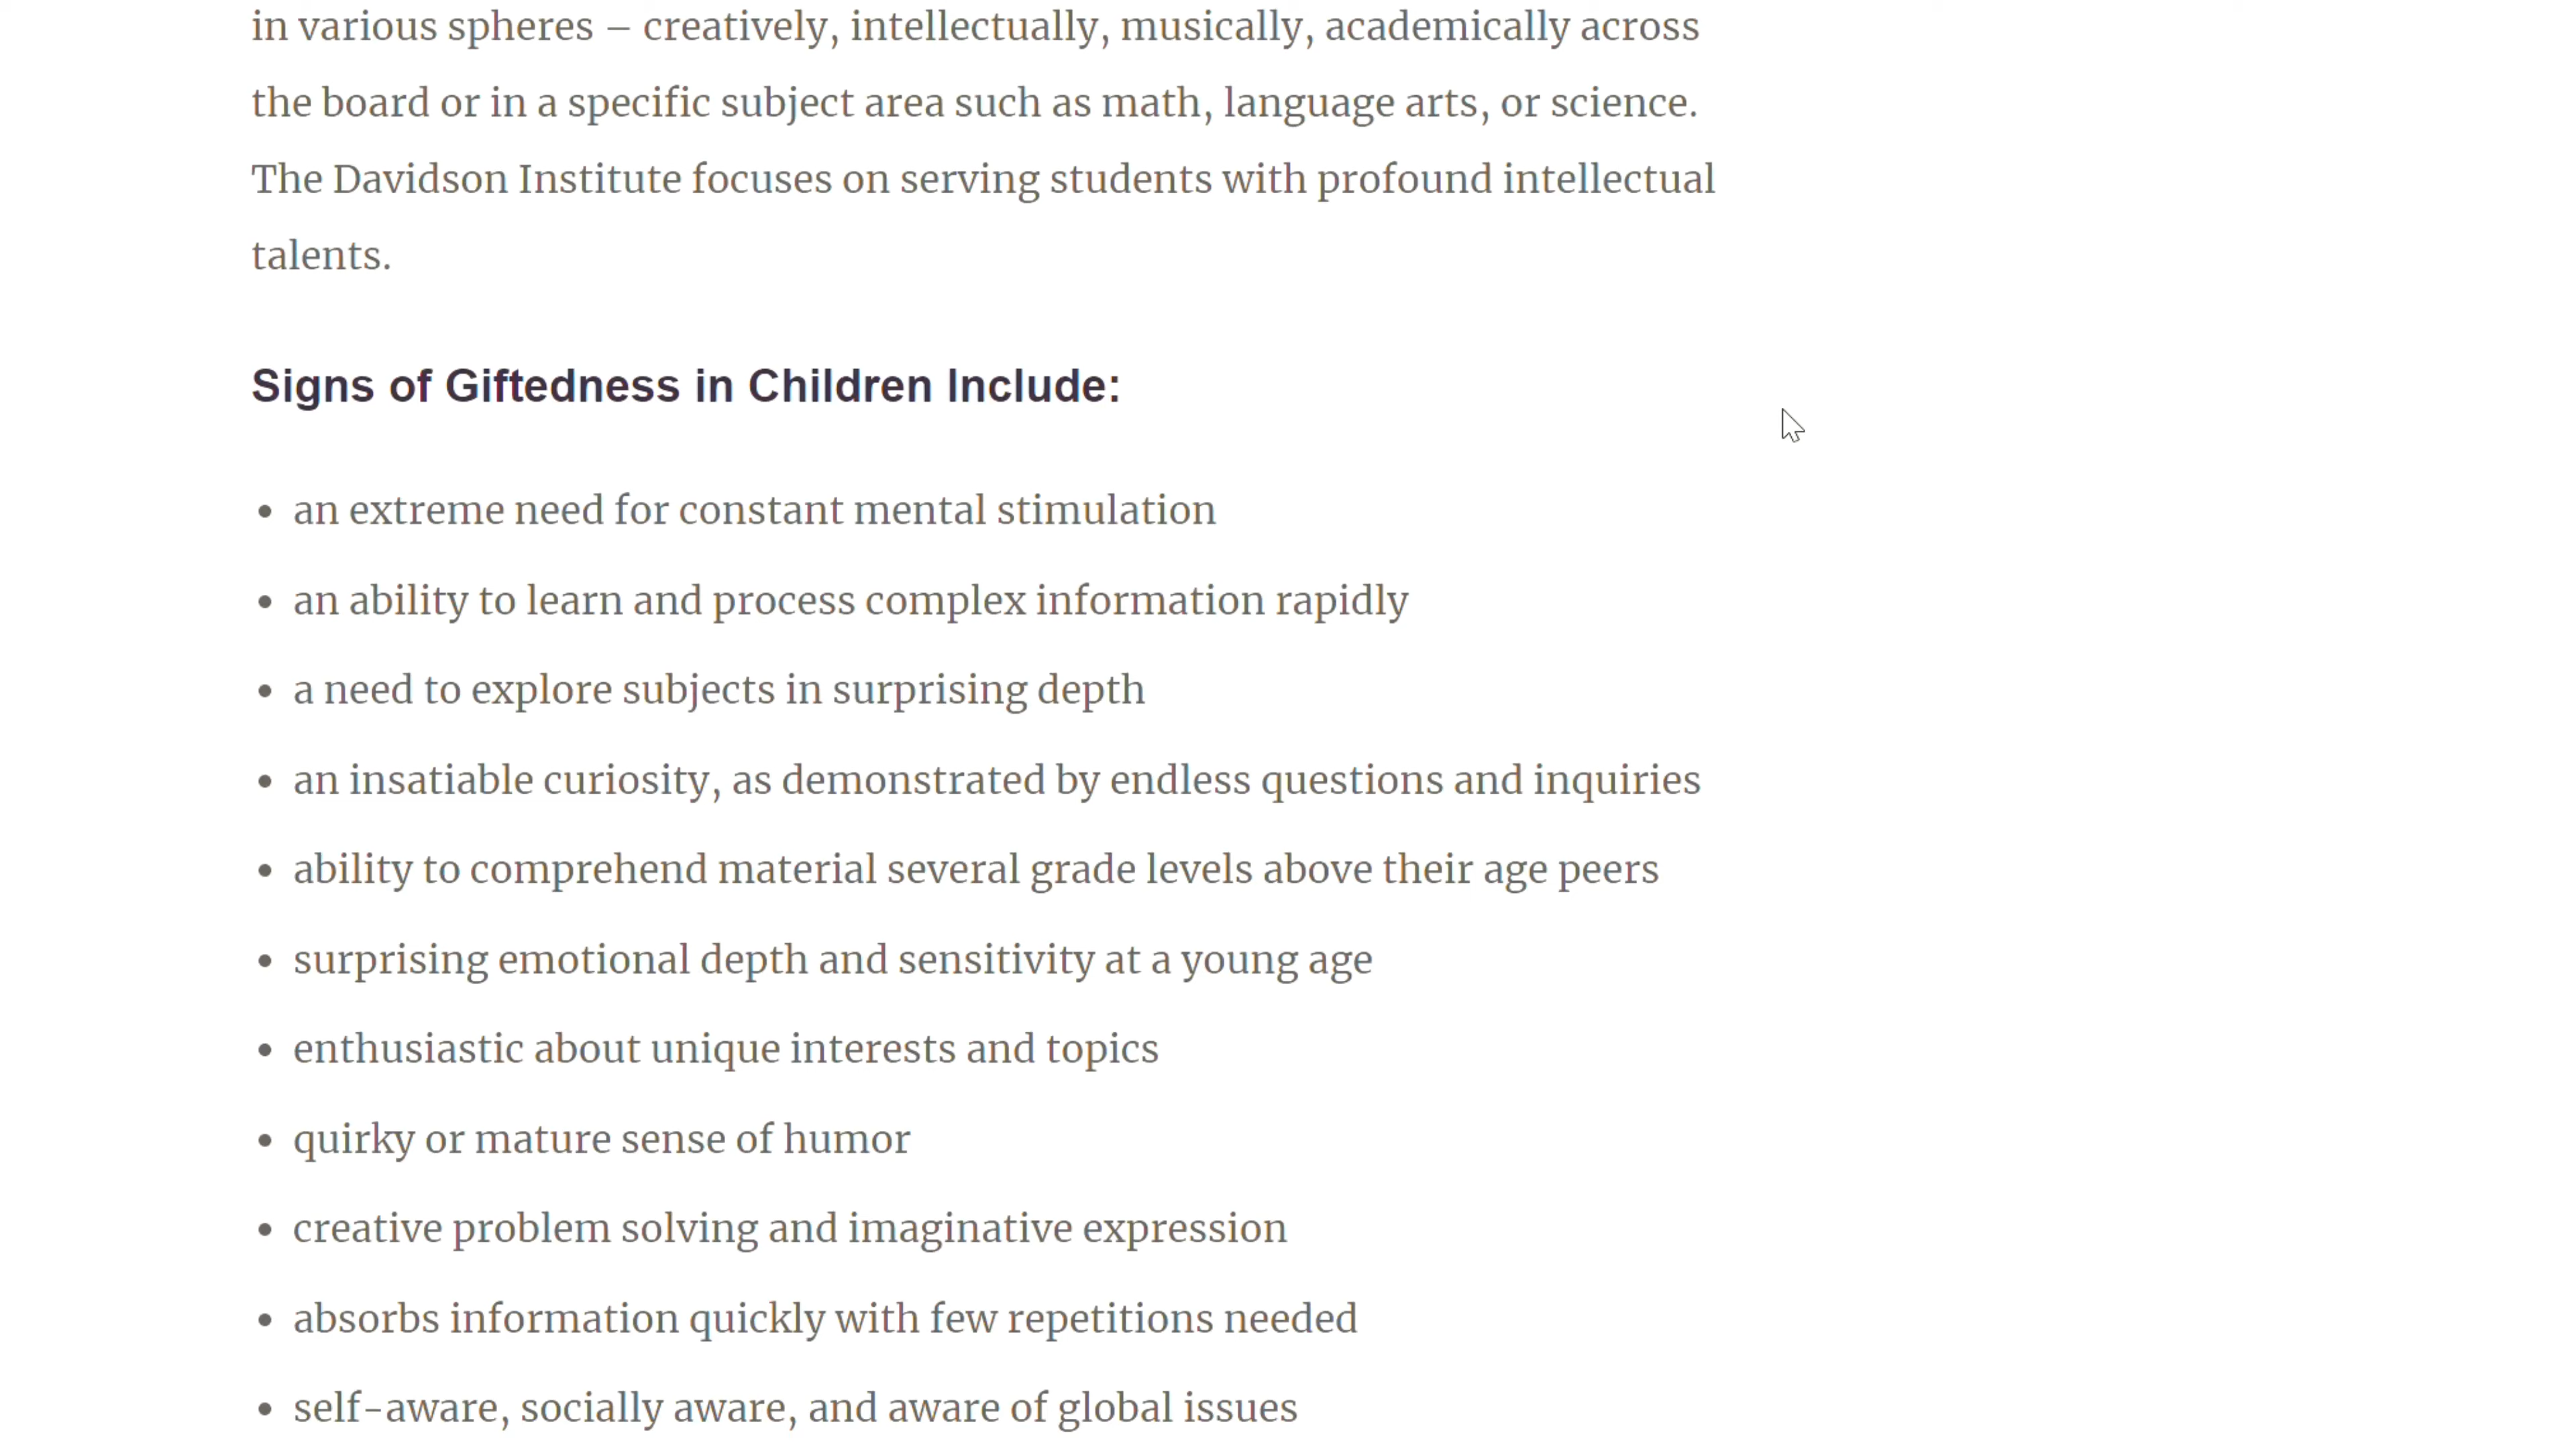 in various spheres – creatively, intellectually, musically, academically across
the board or in a specific subject area such as math, language arts, or science.
The Davidson Institute focuses on serving students with profound intellectual
talents.
Signs of Giftedness in Children Include:
• an extreme need for constant mental stimulation
• an ability to learn and process complex information rapidly
• a need to explore subjects in surprising depth
• an insatiable curiosity, as demonstrated by endless questions and inquiries
• ability to comprehend material several grade levels above their age peers
• surprising emotional depth and sensitivity at a young age
• enthusiastic about unique interests and topics
• quirky or mature sense of humor
• creative problem solving and imaginative expression
• absorbs information quickly with few repetitions needed
• self-aware, socially aware, and aware of global issues